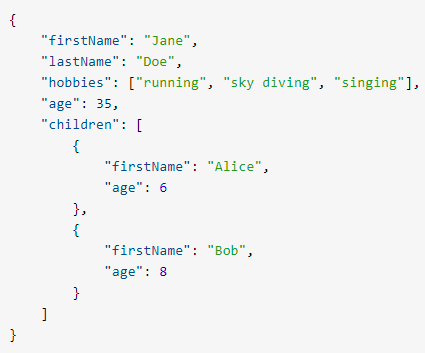 {
    "firstName": "Jane",
    "lastName": "Doe",
    "hobbies": ["running", "sky diving", "singing"],
    "age": 35,
    "children": [
        {
            "firstName": "Alice",
            "age": 6
        },
        {
            "firstName": "Bob",
            "age": 8
        }
    ]
}